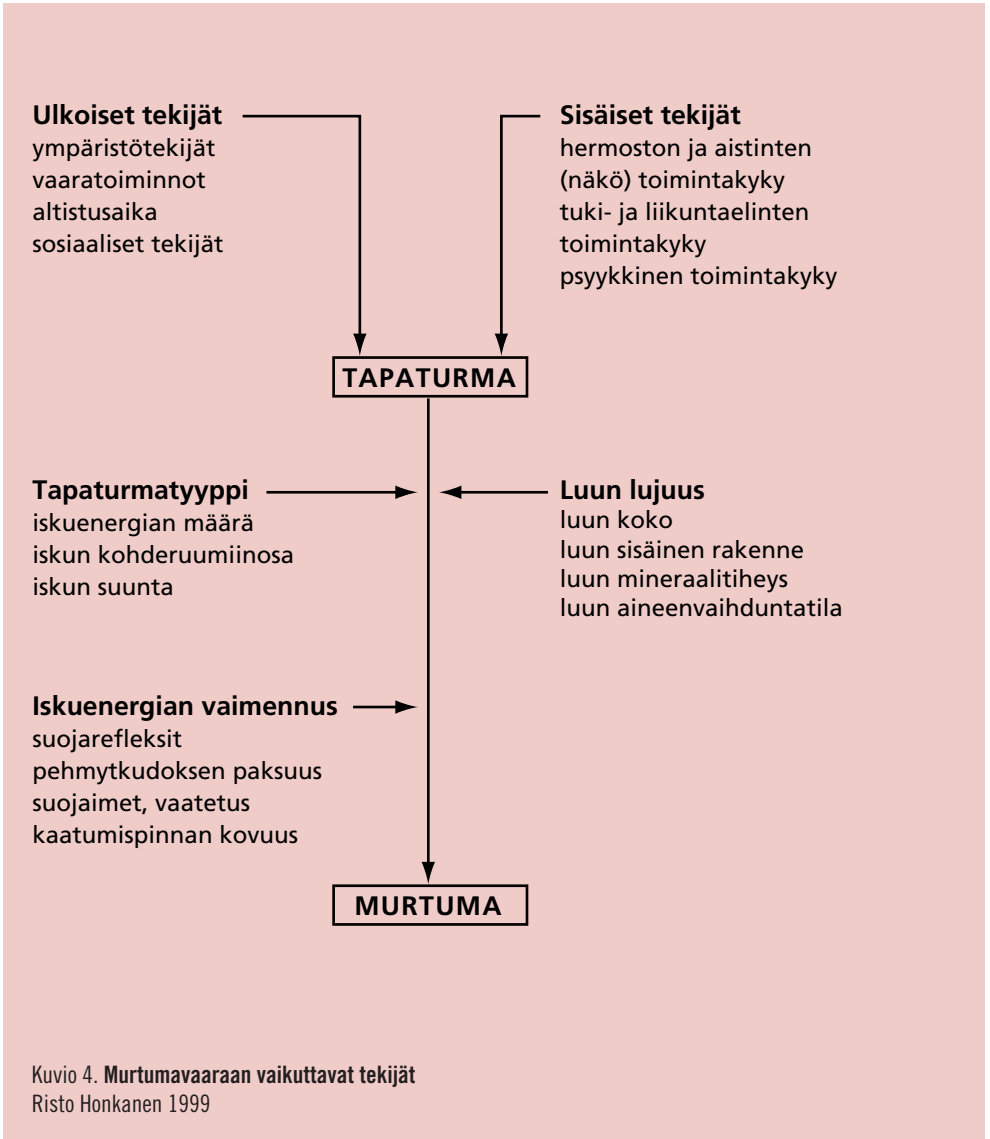 Ulkoiset tekijät
ympäristötekijät
vaaratoiminnot
altistusaika
sosiaaliset tekijät
Sisäiset tekijät
hermoston ja aistinten
(näkö) toimintakyky
tuki- ja liikuntaelinten
toimintakyky
psyykkinen toimintakyky
TAPATURMA
Tapaturmatyyppi
iskuenergian määrä
iskun kohderuumiinosa
iskun suunta
Luun lujuus
luun koko
luun sisäinen rakenne
luun mineraalitiheys
luun aineenvaihduntatila
Iskuenergian vaimennus
suojarefleksit
pehmytkudoksen paksuus
suojaimet, vaatetus
kaatumispinnan kovuus
MURTUMA
Kuvio 4. Murtumavaaraan vaikuttavat tekijät
Risto Honkanen 1999